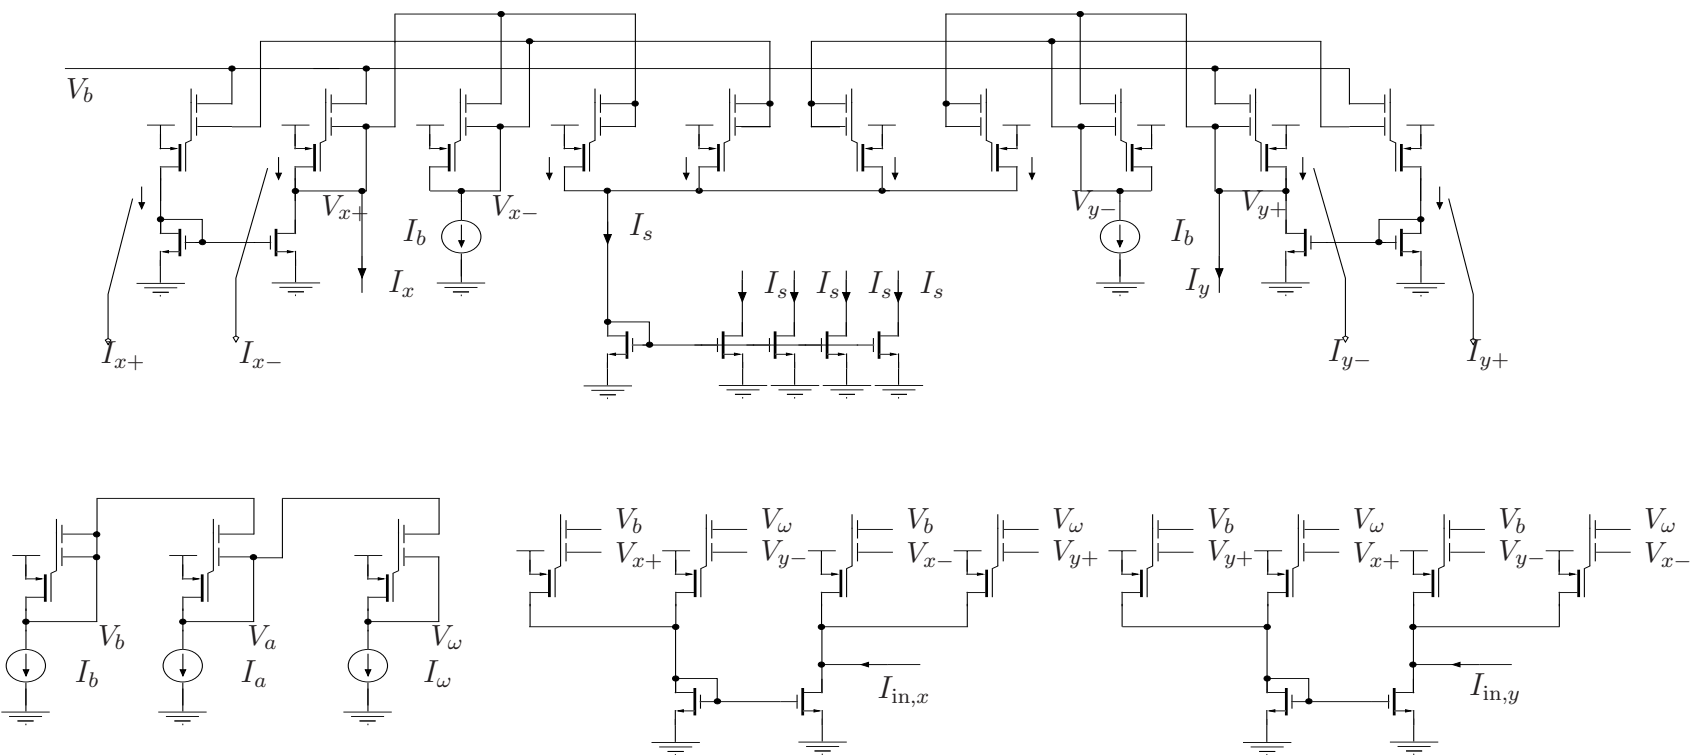 V_b
V_{x+} V_{x-} V_{y-} V_{y+}
I_b I_s I_b
I_x I_s I_s I_s I_s I_y
I_{x+} I_{x-} I_{y-} I_{y+}
V_b V_ω V_b V_ω V_b V_ω V_b V_ω
V_{x+} V_{y-} V_{x-} V_{y+} V_{y+} V_{x+} V_{y-} V_{x-}
V_b V_a V_ω
I_b I_a I_ω
I_{in,x} I_{in,y}